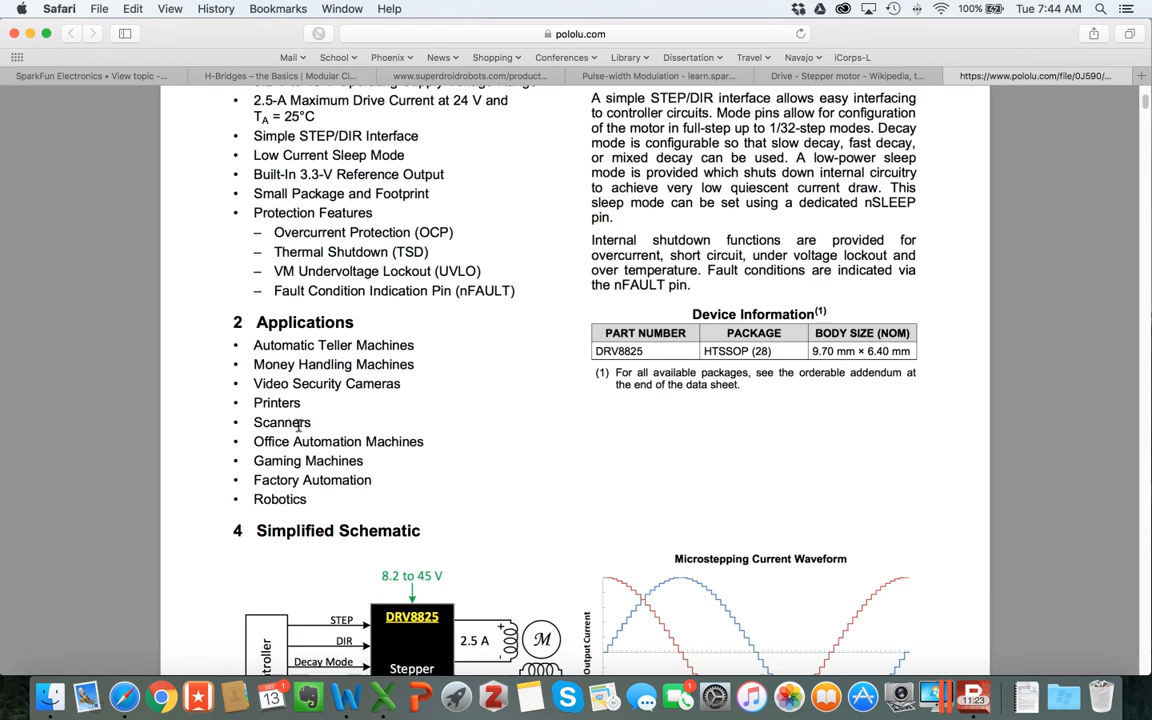 Safari File Edit View History Bookmarks Window Help 100% Tue 7:44 AM
pololu.com
Mail School Phoenix News Shopping Conferences Library Dissertation Travel Navajo iCorps-L
SparkFun Electronics • View topic -... H-Bridges – the Basics | Modular Ci... www.superdroidrobots.com/product... Pulse-width Modulation - learn.spar... Drive - Stepper motor - Wikipedia, t... https://www.pololu.com/file/0J590/...
• 2.5-A Maximum Drive Current at 24 V and
TA = 25°C
• Simple STEP/DIR Interface
• Low Current Sleep Mode
• Built-In 3.3-V Reference Output
• Small Package and Footprint
• Protection Features
– Overcurrent Protection (OCP)
– Thermal Shutdown (TSD)
– VM Undervoltage Lockout (UVLO)
– Fault Condition Indication Pin (nFAULT)
2 Applications
• Automatic Teller Machines
• Money Handling Machines
• Video Security Cameras
• Printers
• Scanners
• Office Automation Machines
• Gaming Machines
• Factory Automation
• Robotics
4 Simplified Schematic
8.2 to 45 V
DRV8825
STEP
DIR
Decay Mode
Stepper
2.5 A
M
A simple STEP/DIR interface allows easy interfacing
to controller circuits. Mode pins allow for configuration
of the motor in full-step up to 1/32-step modes. Decay
mode is configurable so that slow decay, fast decay,
or mixed decay can be used. A low-power sleep
mode is provided which shuts down internal circuitry
to achieve very low quiescent current draw. This
sleep mode can be set using a dedicated nSLEEP
pin.
Internal shutdown functions are provided for
overcurrent, short circuit, under voltage lockout and
over temperature. Fault conditions are indicated via
the nFAULT pin.
Device Information(1)
PART NUMBER PACKAGE BODY SIZE (NOM)
DRV8825 HTSSOP (28) 9.70 mm × 6.40 mm
(1) For all available packages, see the orderable addendum at
the end of the data sheet.
Microstepping Current Waveform
Output Current
SEP
13
1
11:23